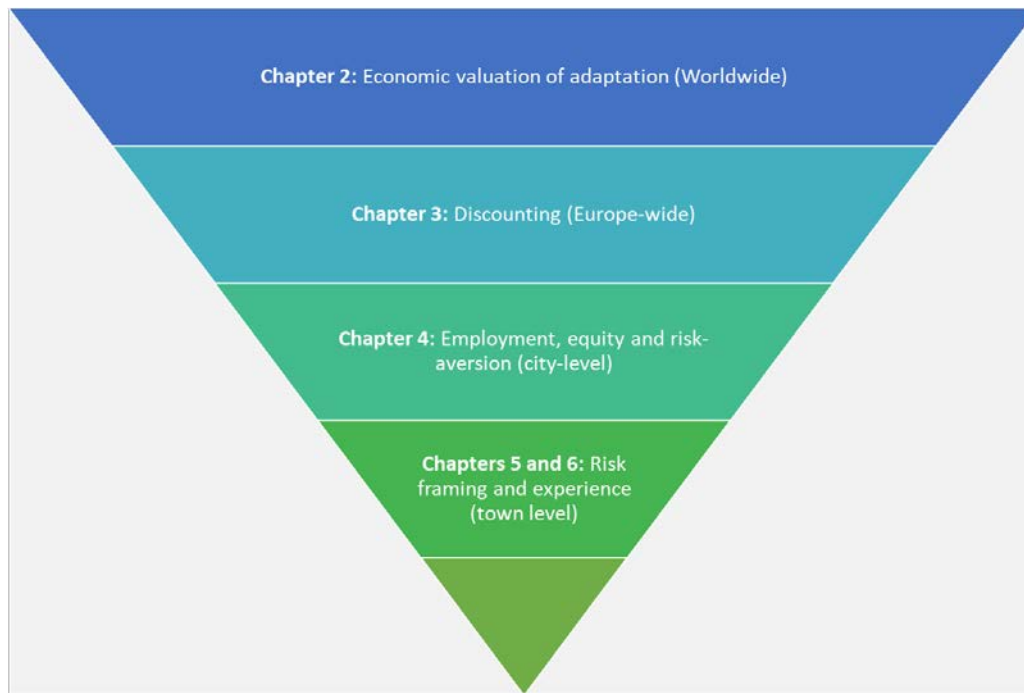 Chapter 2: Economic valuation of adaptation (Worldwide)
Chapter 3: Discounting (Europe-wide)
Chapter 4: Employment, equity and risk-
aversion (city-level)
Chapters 5 and 6: Risk
framing and experience
(town level)